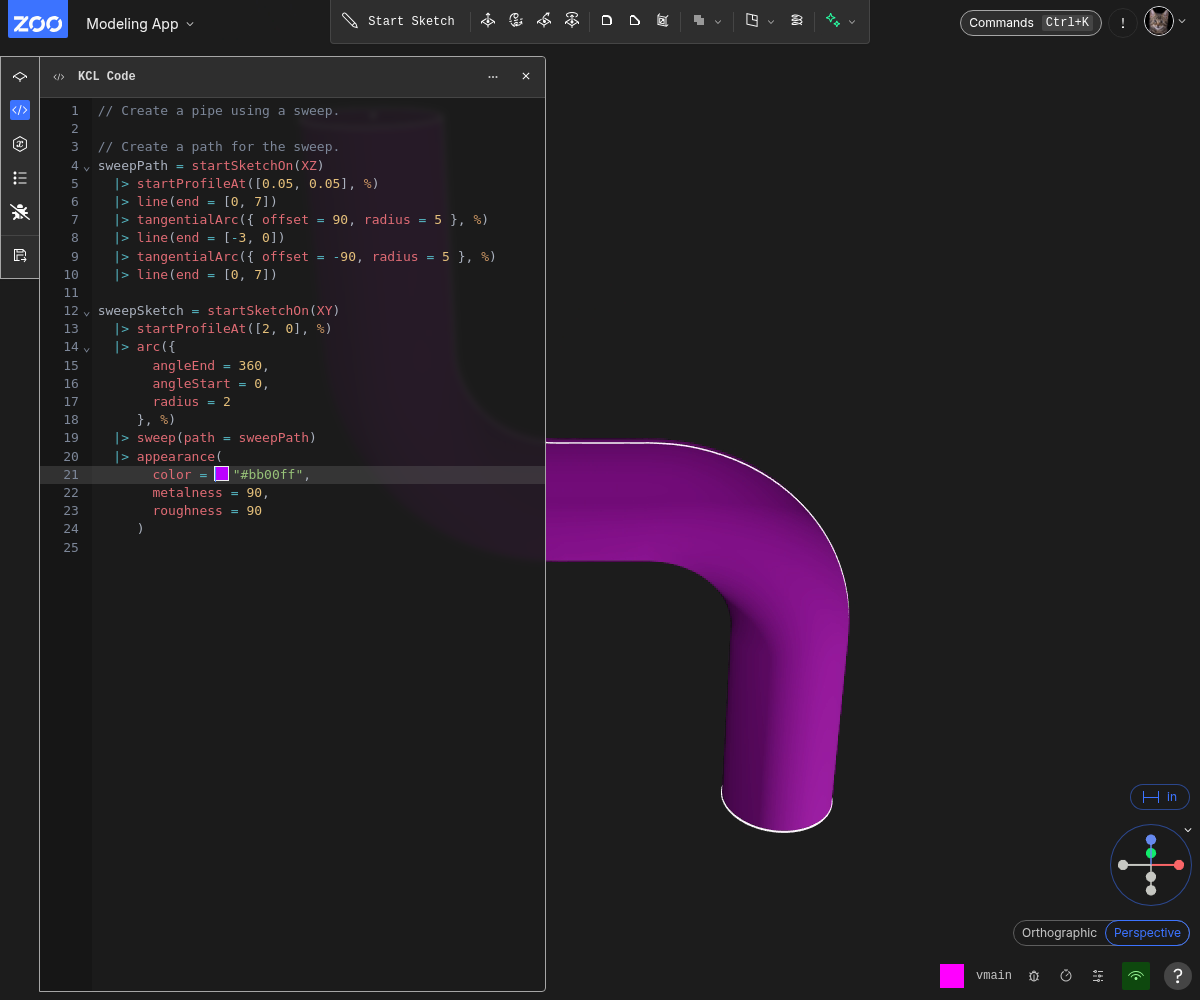 ZOO Modeling App Start Sketch Commands Ctrl+K !
KCL Code
1 // Create a pipe using a sweep.
2
3 // Create a path for the sweep.
4 sweepPath = startSketchOn(XZ)
5   |> startProfileAt([0.05, 0.05], %)
6   |> line(end = [0, 7])
7   |> tangentialArc({ offset = 90, radius = 5 }, %)
8   |> line(end = [-3, 0])
9   |> tangentialArc({ offset = -90, radius = 5 }, %)
10   |> line(end = [0, 7])
11
12 sweepSketch = startSketchOn(XY)
13   |> startProfileAt([2, 0], %)
14   |> arc({
15        angleEnd = 360,
16        angleStart = 0,
17        radius = 2
18      }, %)
19   |> sweep(path = sweepPath)
20   |> appearance(
21        color = "#bb00ff",
22        metalness = 90,
23        roughness = 90
24      )
25
in
Orthographic Perspective
vmain ?